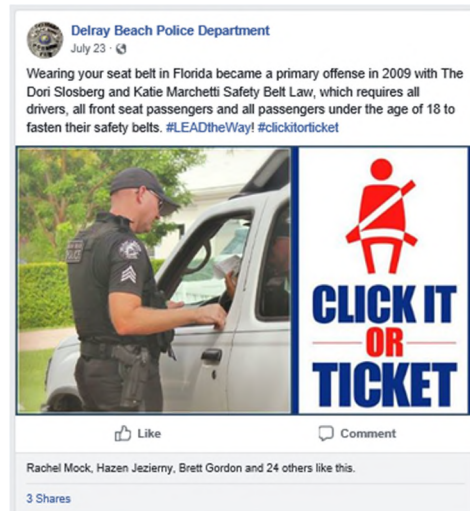 Delray Beach Police Department
July 23 ·
Wearing your seat belt in Florida became a primary offense in 2009 with The
Dori Slosberg and Katie Marchetti Safety Belt Law, which requires all
drivers, all front seat passengers and all passengers under the age of 18 to
fasten their safety belts. #LEADtheWay! #clickitorticket
POLICE
CLICK IT
OR
TICKET
Like
Comment
Rachel Mock, Hazen Jezierny, Brett Gordon and 24 others like this.
3 Shares